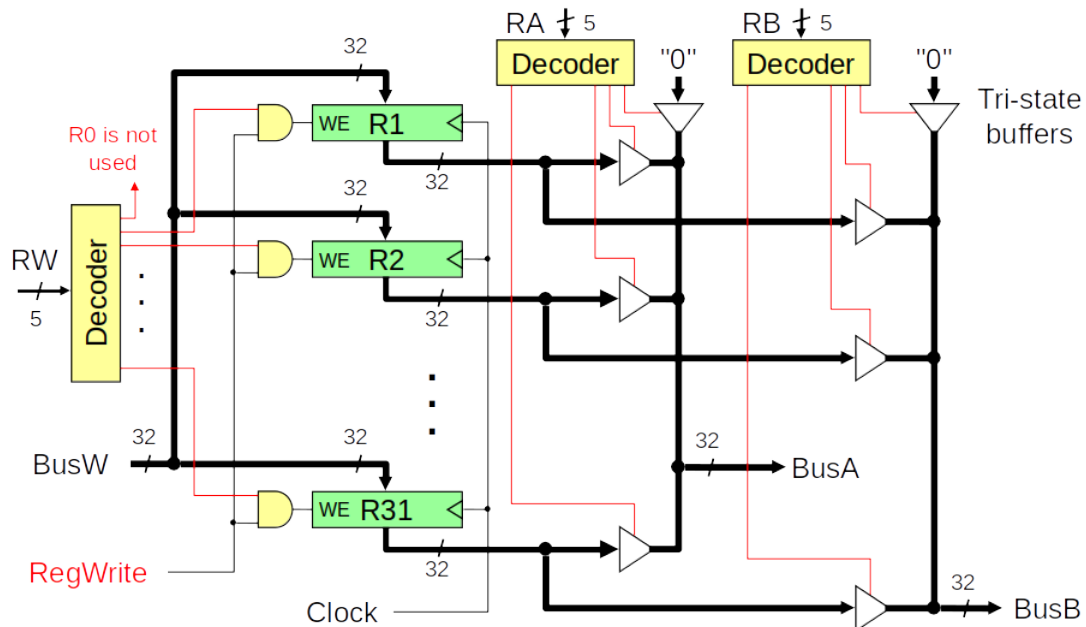 RA 5
RB 5
32
Decoder
Decoder
"0"
"0"
Tri-state
buffers
WE R1
R0 is not
used
32
32
32
RW
5
Decoder
WE R2
32
BusW
32
32
32
BusA
WE R31
RegWrite
32
Clock
32
BusB